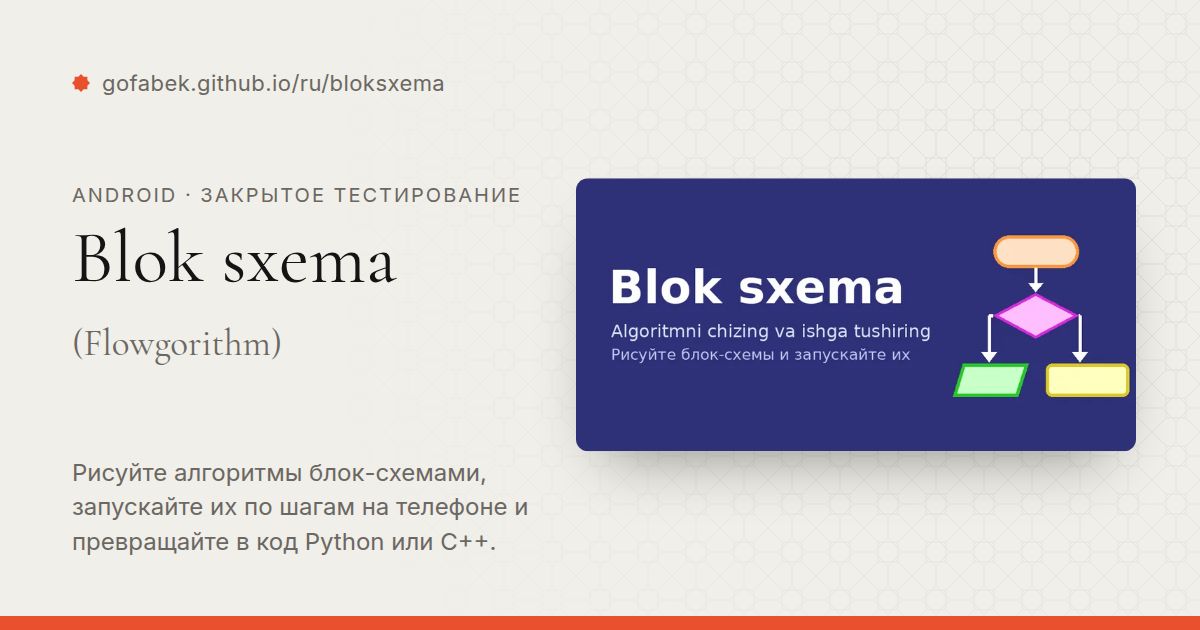 gofabek.github.io/ru/bloksxema
ANDROID · ЗАКРЫТОЕ ТЕСТИРОВАНИЕ
Blok sxema
(Flowgorithm)
Рисуйте алгоритмы блок-схемами,
запускайте их по шагам на телефоне и
превращайте в код Python или C++.
Blok sxema
Algoritmni chizing va ishga tushiring
Рисуйте блок-схемы и запускайте их